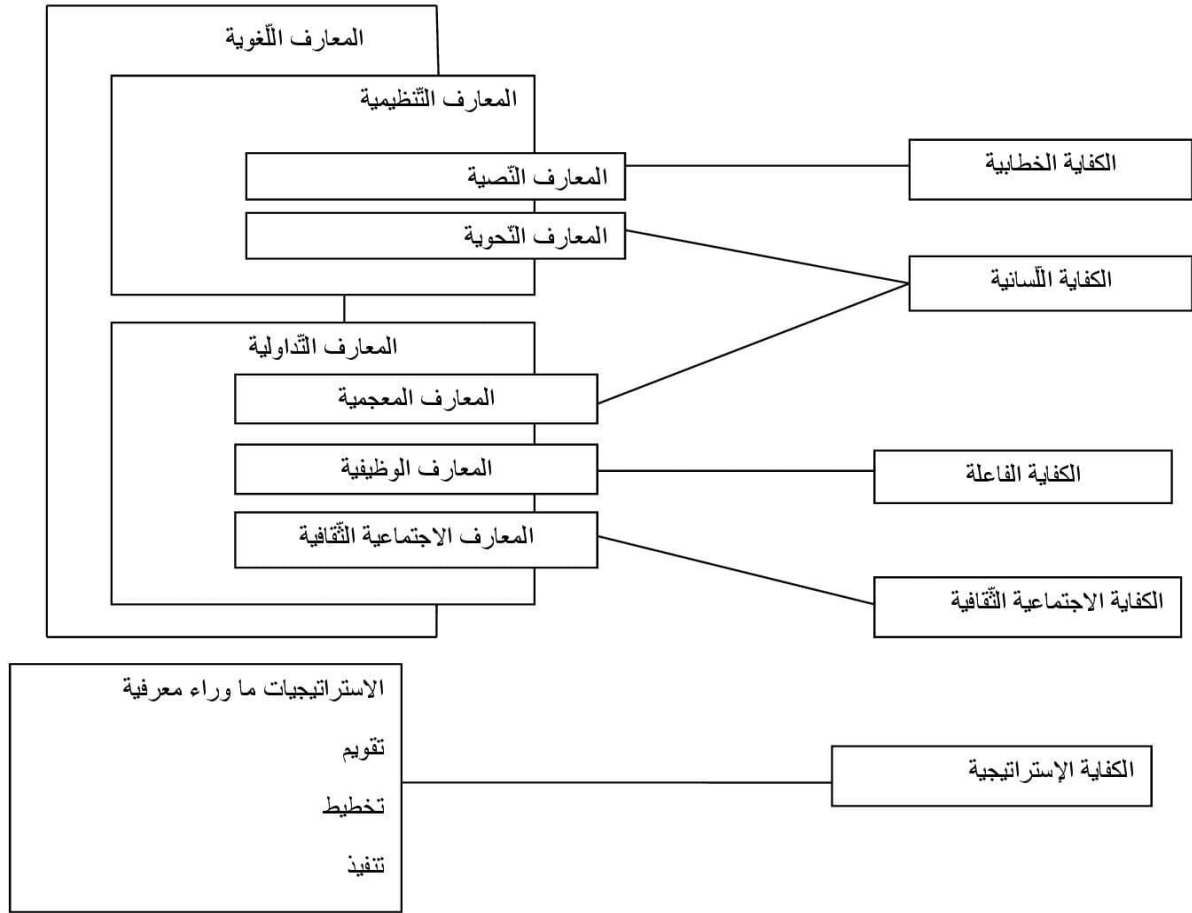 المعارف اللّغوية
المعارف التّنظيمية
الكفاية الخطابية
المعارف النّصية
المعارف النّحوية
الكفاية اللّسانية
المعارف التّداولية
المعارف المعجمية
المعارف الوظيفية
الكفاية الفاعلة
المعارف الاجتماعية الثّقافية
الكفاية الاجتماعية الثّقافية
الاستراتيجيات ما وراء معرفية
تقويم
الكفاية الإستراتيجية
تخطيط
تنفيذ